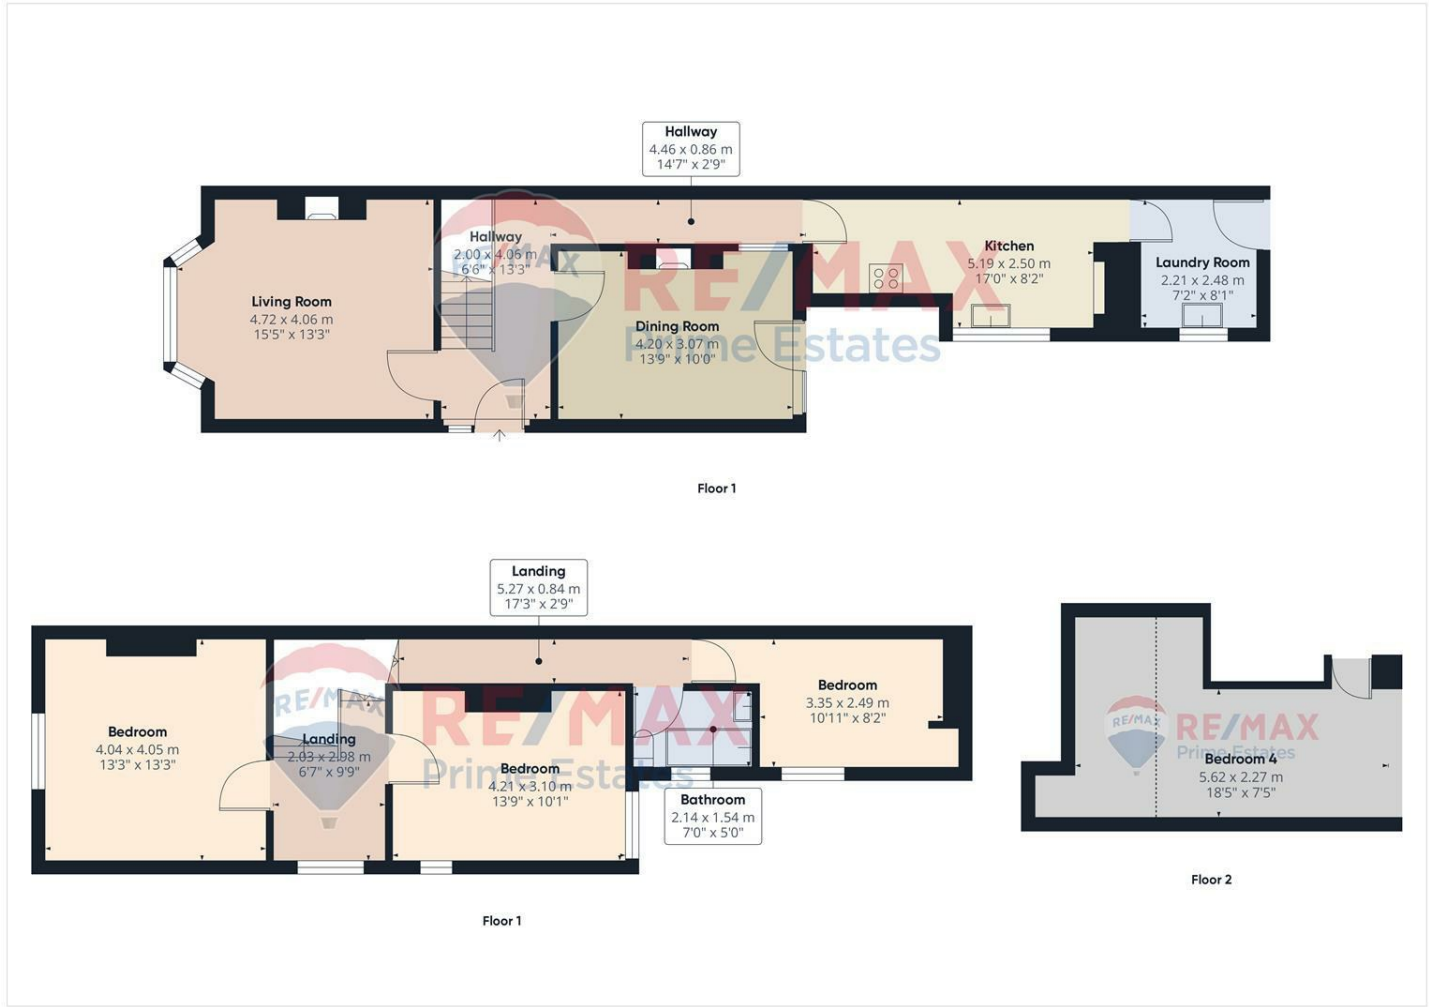 Hallway
4.46 x 0.86 m
14'7" x 2'9"
Hallway
2.00 x 4.06 m
6'6" x 13'3"
RE/MAX
Living Room
4.72 x 4.06 m
15'5" x 13'3"
Dining Room
4.20 x 3.07 m
13'9" x 10'0"
Kitchen
5.19 x 2.50 m
17'0" x 8'2"
Laundry Room
2.21 x 2.48 m
7'2" x 8'1"
RE/MAX
Prime Estates
Floor 1
Landing
5.27 x 0.84 m
17'3" x 2'9"
Bedroom
4.04 x 4.05 m
13'3" x 13'3"
RE/MAX
Landing
2.03 x 2.98 m
6'7" x 9'9"
RE/MAX
Prime Estates
Bedroom
4.21 x 3.10 m
13'9" x 10'1"
Bathroom
2.14 x 1.54 m
7'0" x 5'0"
Bedroom
3.35 x 2.49 m
10'11" x 8'2"
Floor 1
RE/MAX
RE/MAX
Prime Estates
Bedroom 4
5.62 x 2.27 m
18'5" x 7'5"
Floor 2